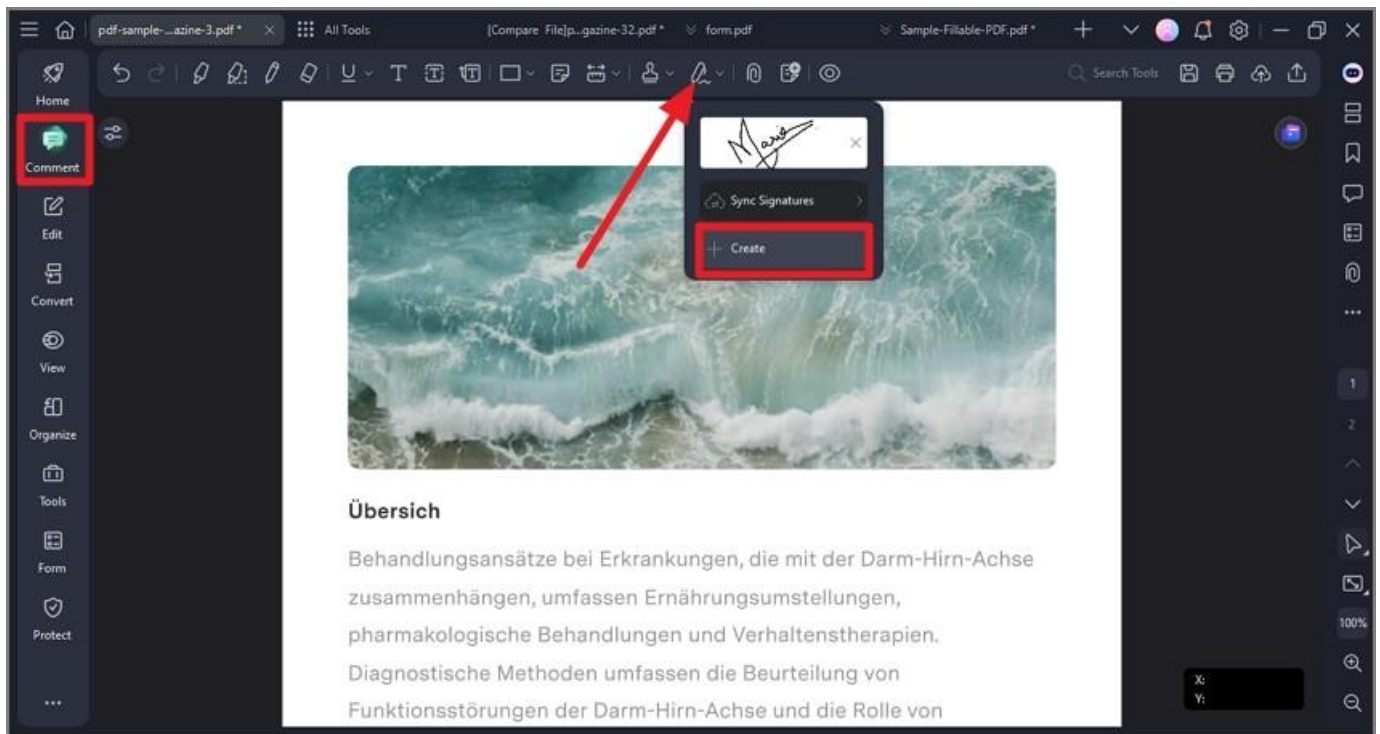 pdf-sample-...azine-3.pdf *
All Tools
[Compare File]p...gazine-32.pdf *
form.pdf
Sample-Fillable-PDF.pdf *
Search Tools
Home
Comment
Edit
Convert
View
Organize
Tools
Form
Protect
Marie
Sync Signatures
Create
Übersich
Behandlungsansätze bei Erkrankungen, die mit der Darm-Hirn-Achse
zusammenhängen, umfassen Ernährungsumstellungen,
pharmakologische Behandlungen und Verhaltenstherapien.
Diagnostische Methoden umfassen die Beurteilung von
Funktionsstörungen der Darm-Hirn-Achse und die Rolle von
1
2
100%
X:
Y: